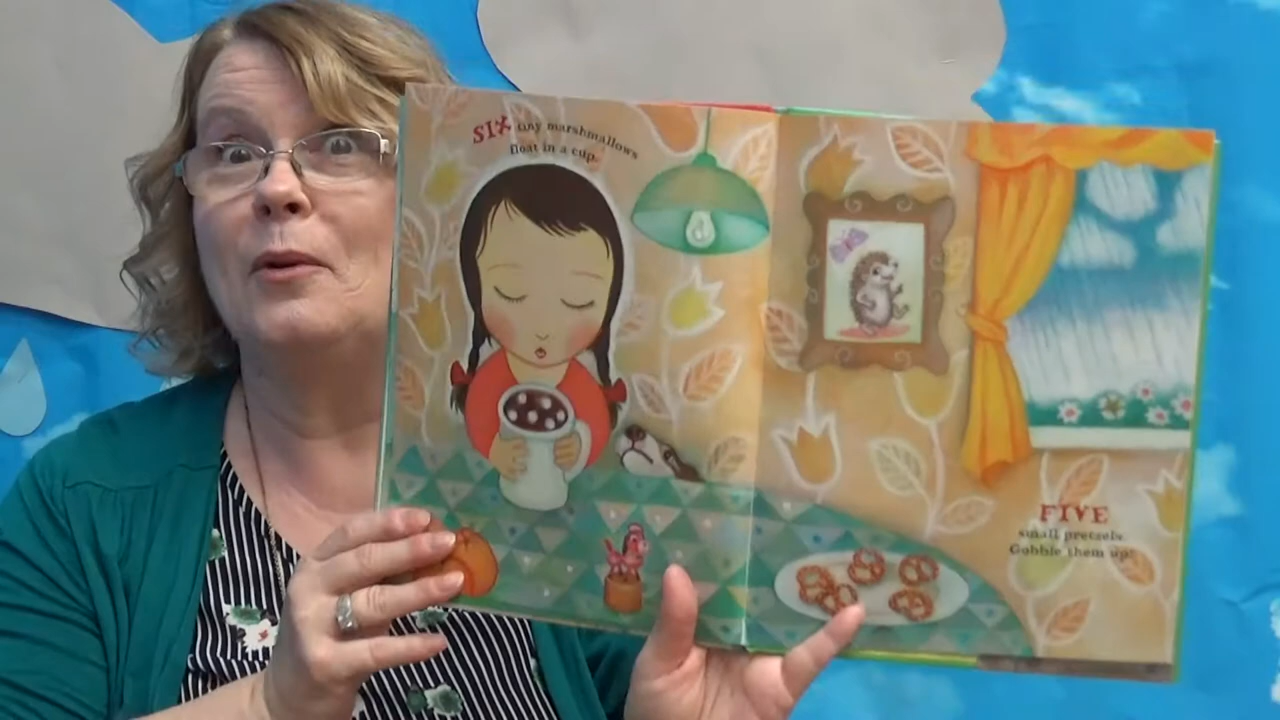 SIX tiny marshmallows
float in a cup.
FIVE
small pretzels.
Gobble them up.